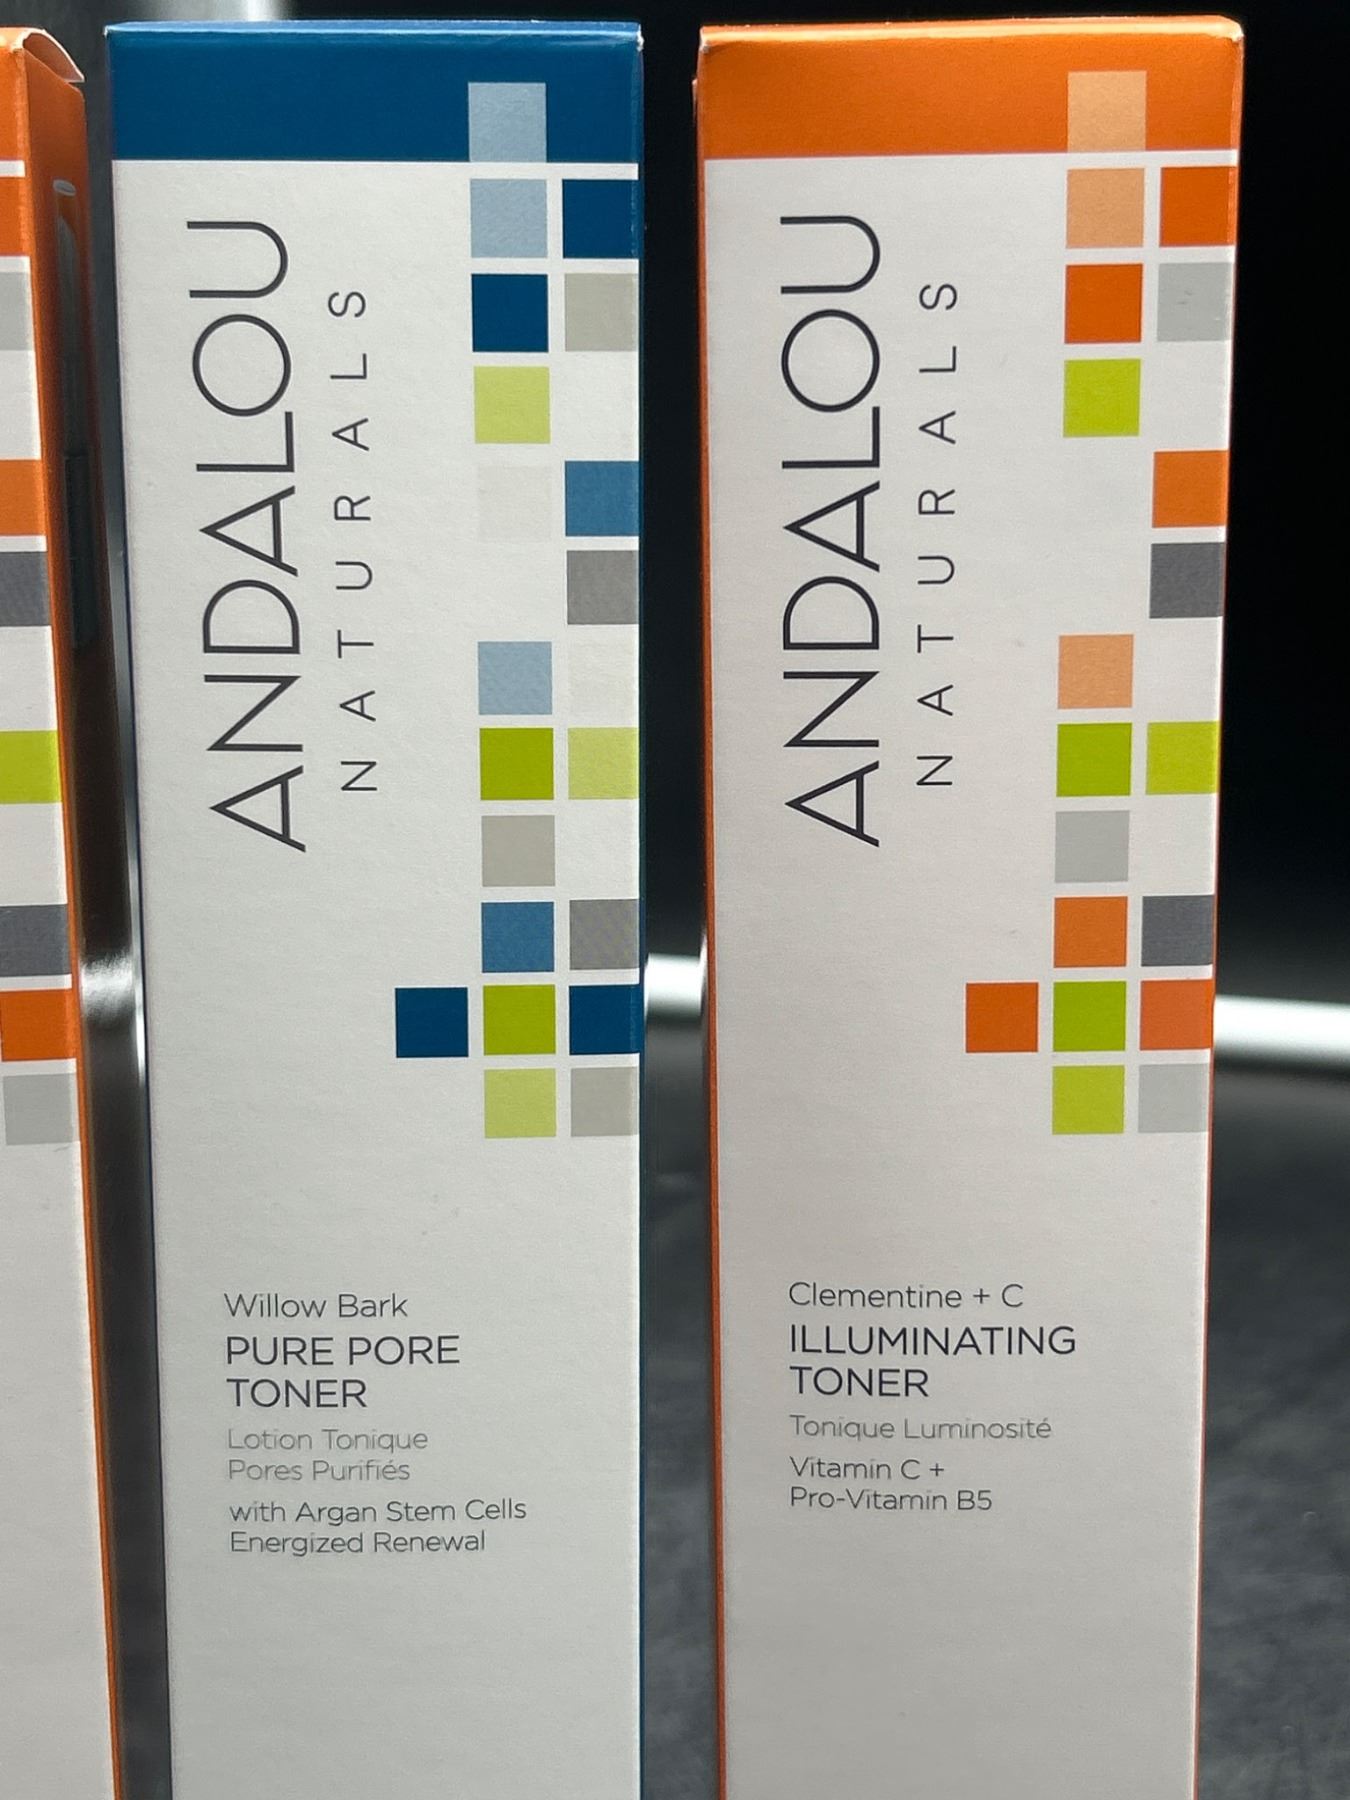 ANDALOU
NATURALS
Willow Bark
PURE PORE
TONER
Lotion Tonique
Pores Purifiés
with Argan Stem Cells
Energized Renewal
ANDALOU
NATURALS
Clementine + C
ILLUMINATING
TONER
Tonique Luminosité
Vitamin C +
Pro-Vitamin B5